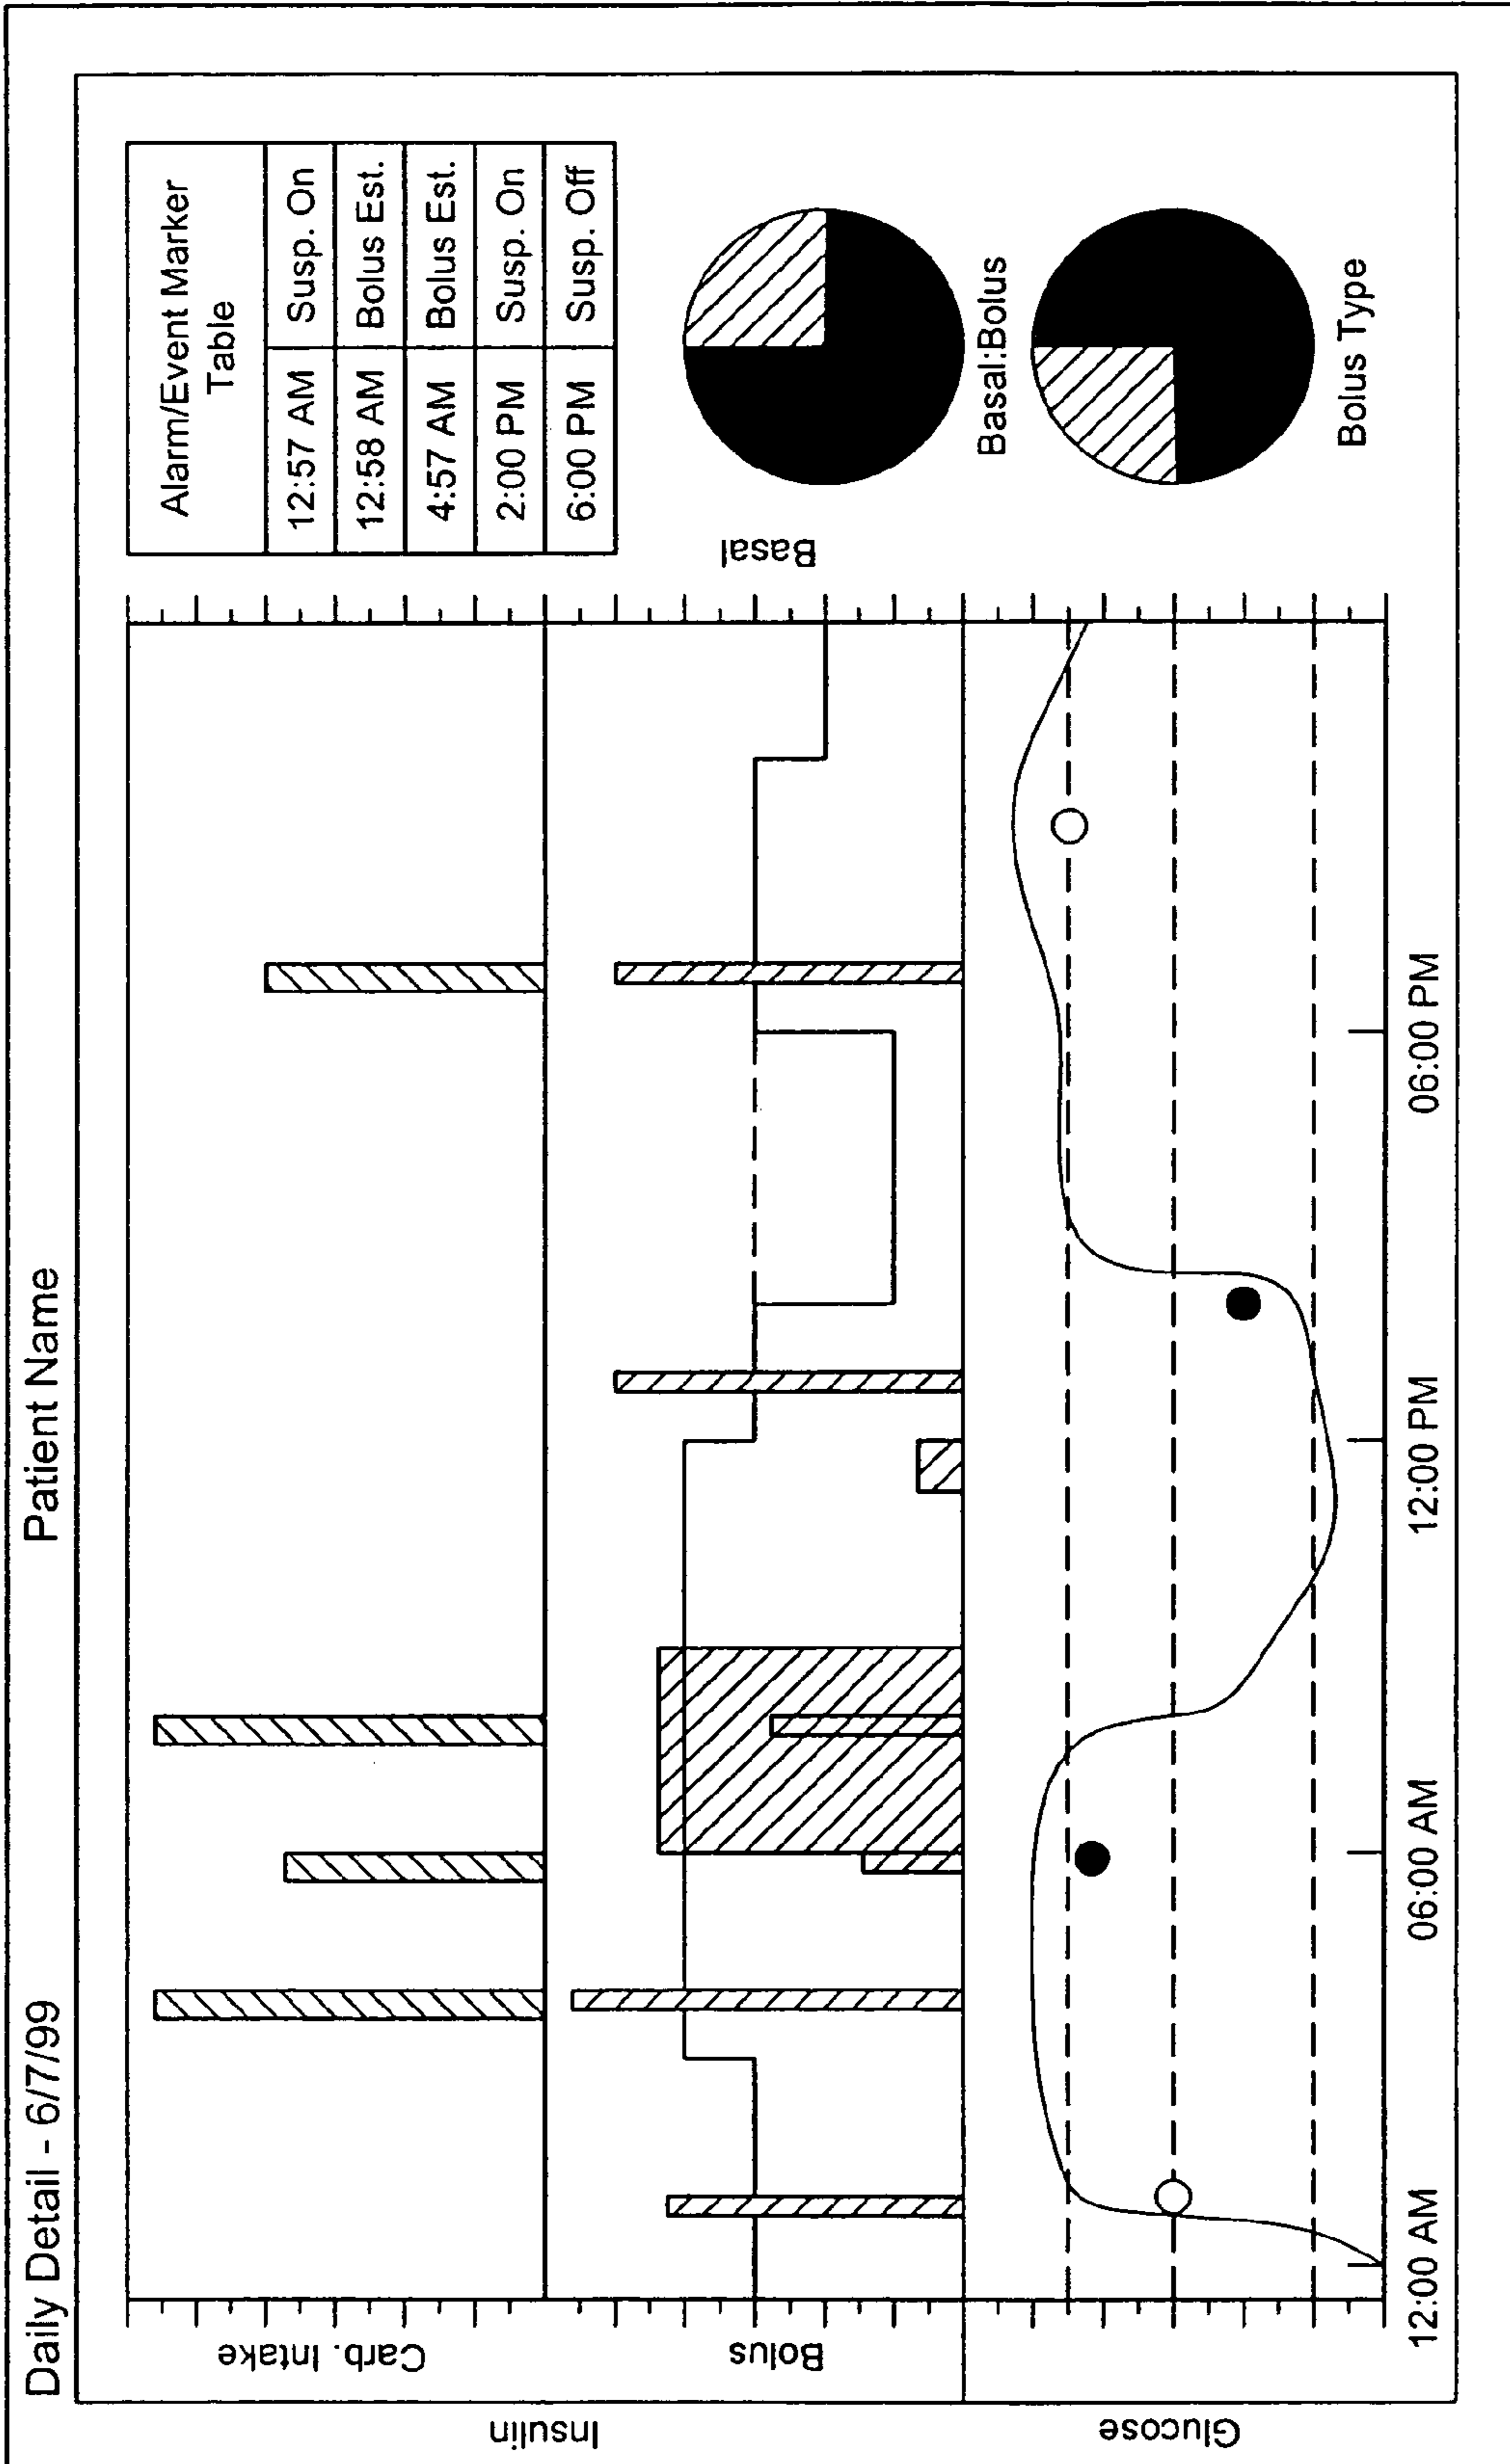 Daily Detail - 6/7/99
Patient Name
Carb. Intake
Insulin
Bolus
Basal
Glucose
12:00 AM
06:00 AM
12:00 PM
06:00 PM
Alarm/Event Marker
Table
12:57 AM Susp. On
12:58 AM Bolus Est.
4:57 AM Bolus Est.
2:00 PM Susp. On
6:00 PM Susp. Off
Basal:Bolus
Bolus Type